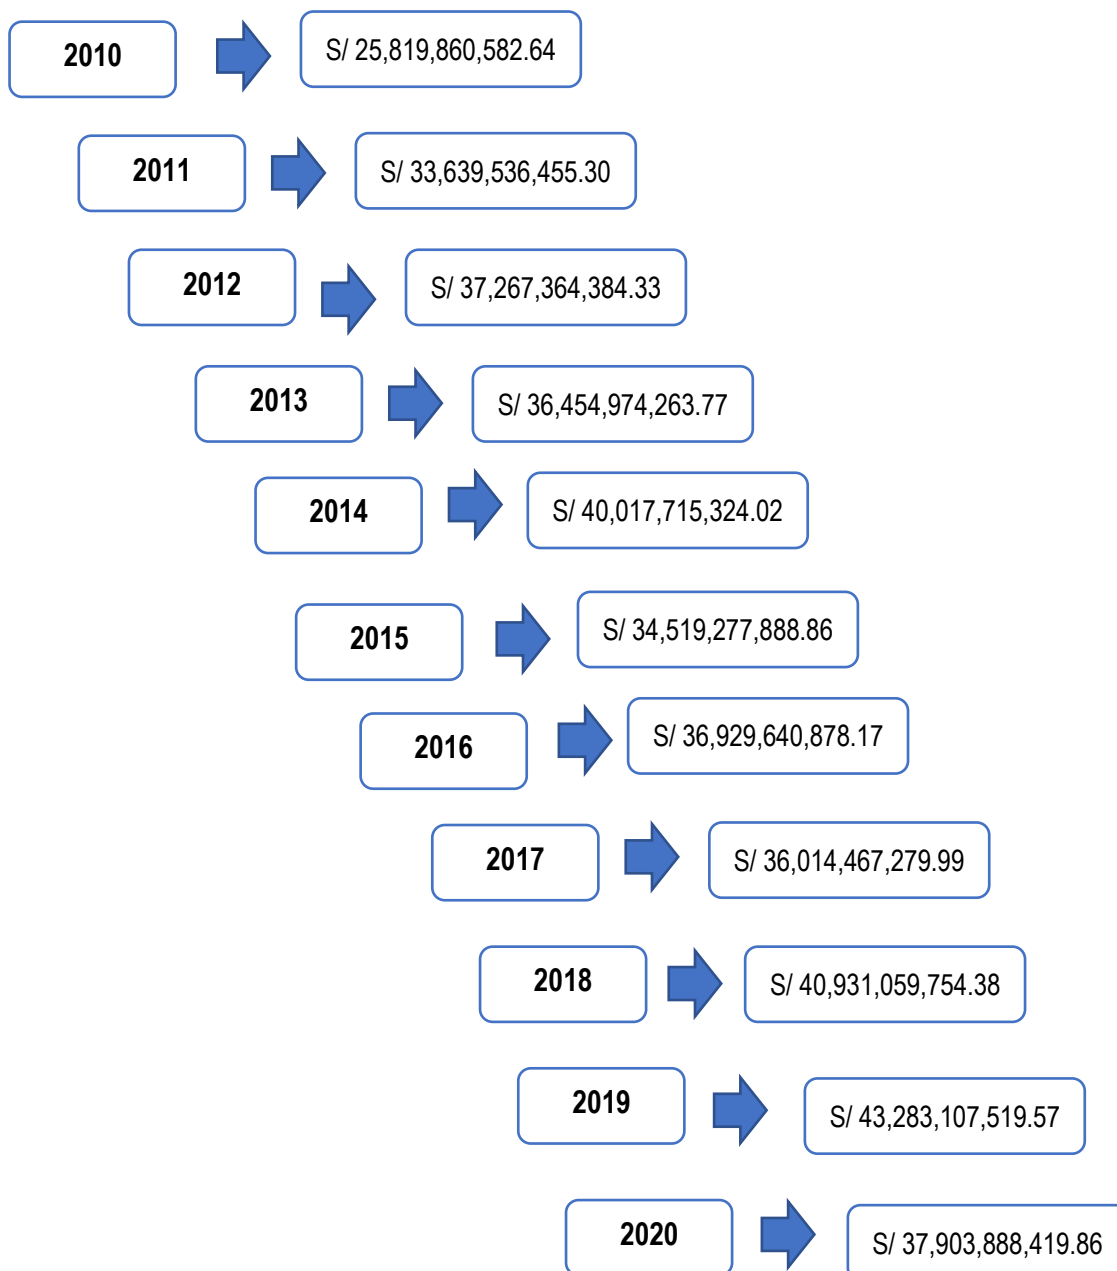 2010
S/ 25,819,860,582.64
2011
S/ 33,639,536,455.30
2012
S/ 37,267,364,384.33
2013
S/ 36,454,974,263.77
2014
S/ 40,017,715,324.02
2015
S/ 34,519,277,888.86
2016
S/ 36,929,640,878.17
2017
S/ 36,014,467,279.99
2018
S/ 40,931,059,754.38
2019
S/ 43,283,107,519.57
2020
S/ 37,903,888,419.86